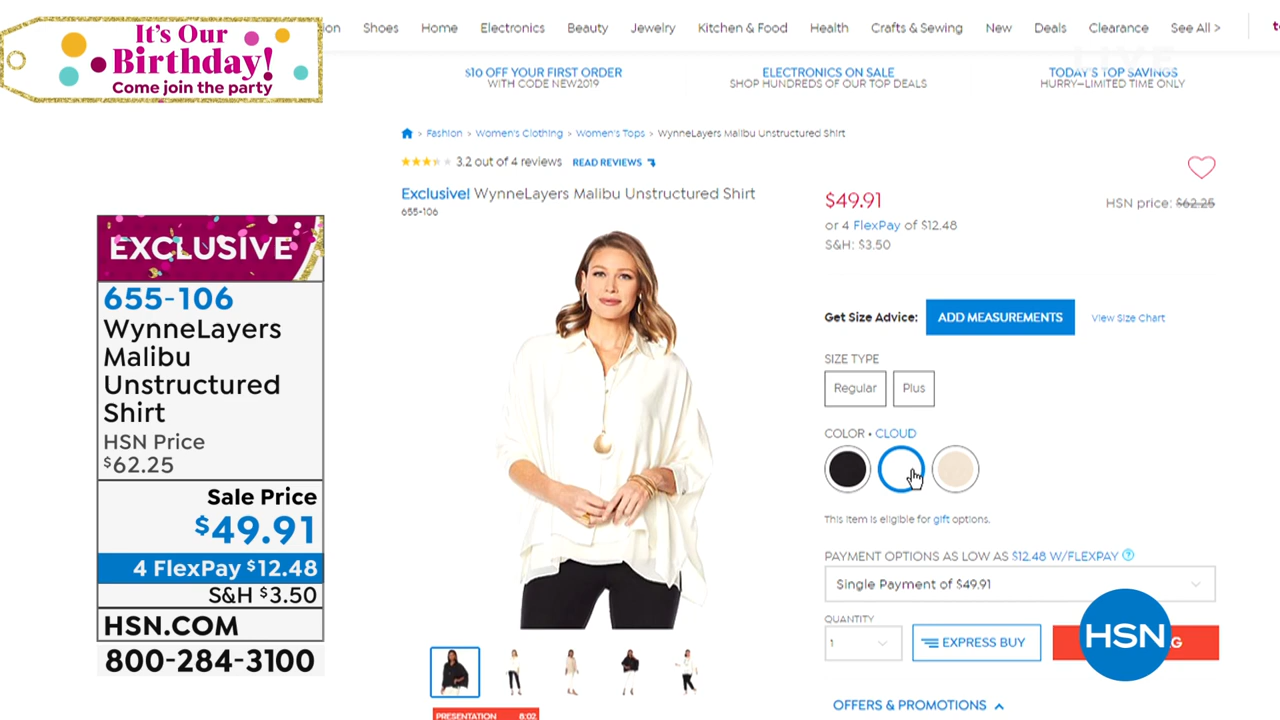 It's Our
Birthday!
Come join the party
Shoes
Home
Electronics
Beauty
Jewelry
Kitchen & Food
Health
Crafts & Sewing
New
Deals
Clearance
See All >
LIVE
$10 OFF YOUR FIRST ORDER
WITH CODE NEW2019
ELECTRONICS ON SALE
SHOP HUNDREDS OF OUR TOP DEALS
TODAY'S TOP SAVINGS
HURRY—LIMITED TIME ONLY
> Fashion > Women's Clothing > Women's Tops > WynneLayers Malibu Unstructured Shirt
3.2 out of 4 reviews READ REVIEWS
Exclusive! WynneLayers Malibu Unstructured Shirt
655-106
$49.91
HSN price: $62.25
or 4 FlexPay of $12.48
S&H: $3.50
Get Size Advice: ADD MEASUREMENTS View Size Chart
SIZE TYPE
Regular
Plus
COLOR • CLOUD
This item is eligible for gift options.
PAYMENT OPTIONS AS LOW AS $12.48 W/FLEXPAY ?
Single Payment of $49.91
QUANTITY
1
EXPRESS BUY
G
HSN
OFFERS & PROMOTIONS
PRESENTATION 8:02
EXCLUSIVE
655-106
WynneLayers
Malibu
Unstructured
Shirt
HSN Price
$62.25
Sale Price
$49.91
4 FlexPay $12.48
S&H $3.50
HSN.COM
800-284-3100